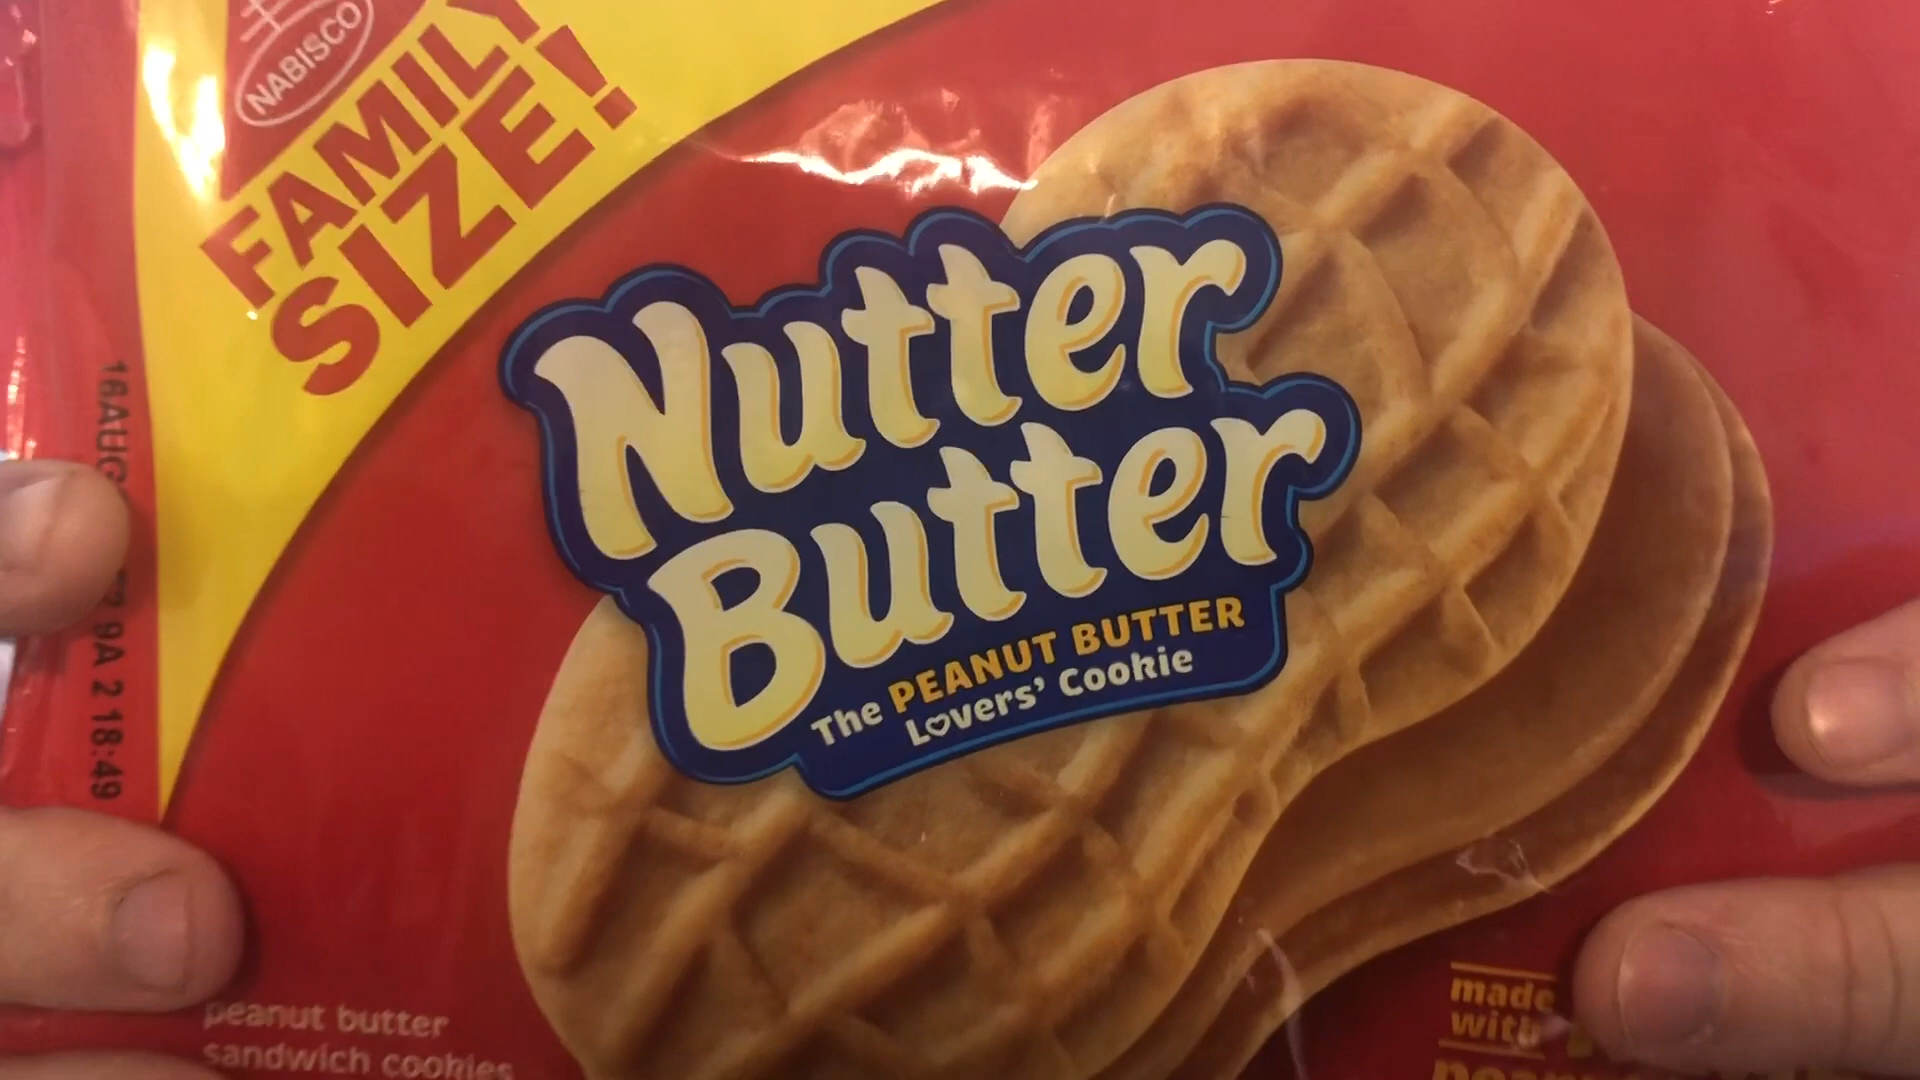 NABISCO
FAMILY
SIZE!
Nutter
Butter
The PEANUT BUTTER
Lovers' Cookie
16AUG
9A 2 18:49
peanut butter
sandwich cookies
made
with